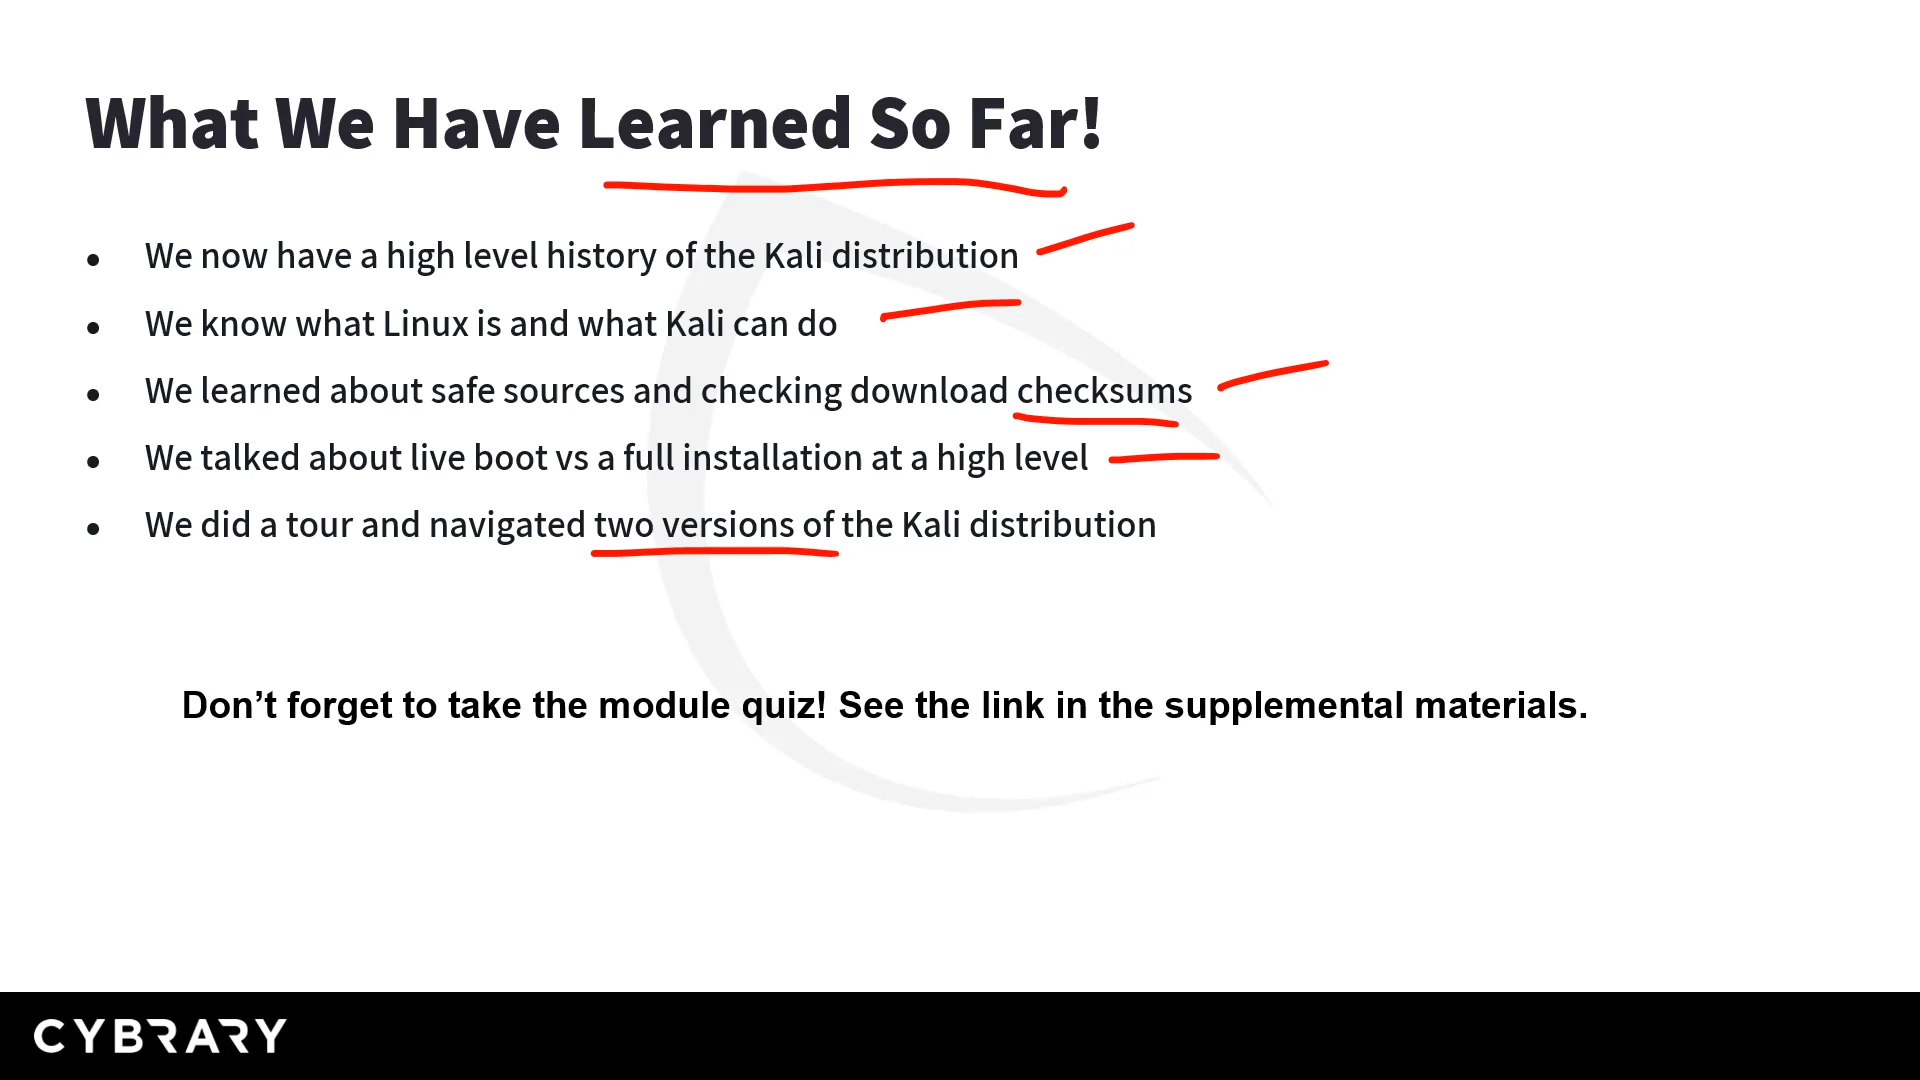 What We Have Learned So Far!
• We now have a high level history of the Kali distribution
• We know what Linux is and what Kali can do
• We learned about safe sources and checking download checksums
• We talked about live boot vs a full installation at a high level
• We did a tour and navigated two versions of the Kali distribution
Don’t forget to take the module quiz! See the link in the supplemental materials.
CYBRARY